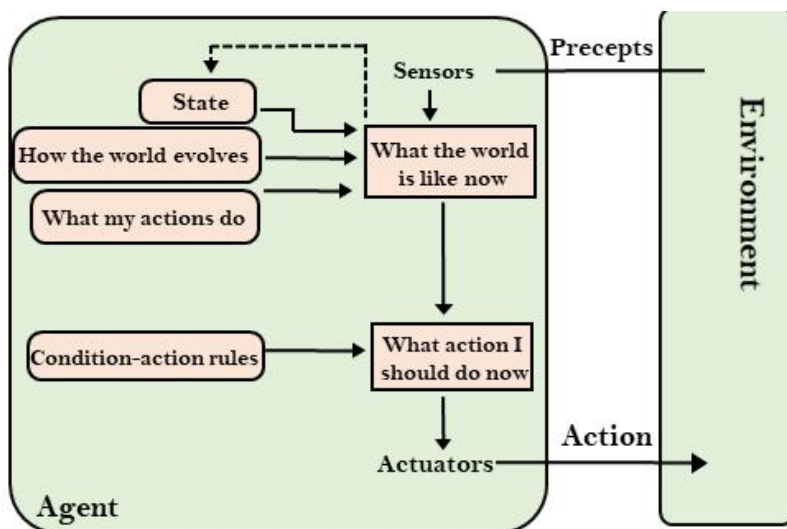 Precepts
Sensors
State
How the world evolves
What my actions do
What the world
is like now
Environment
Condition-action rules
What action I
should do now
Action
Actuators
Agent